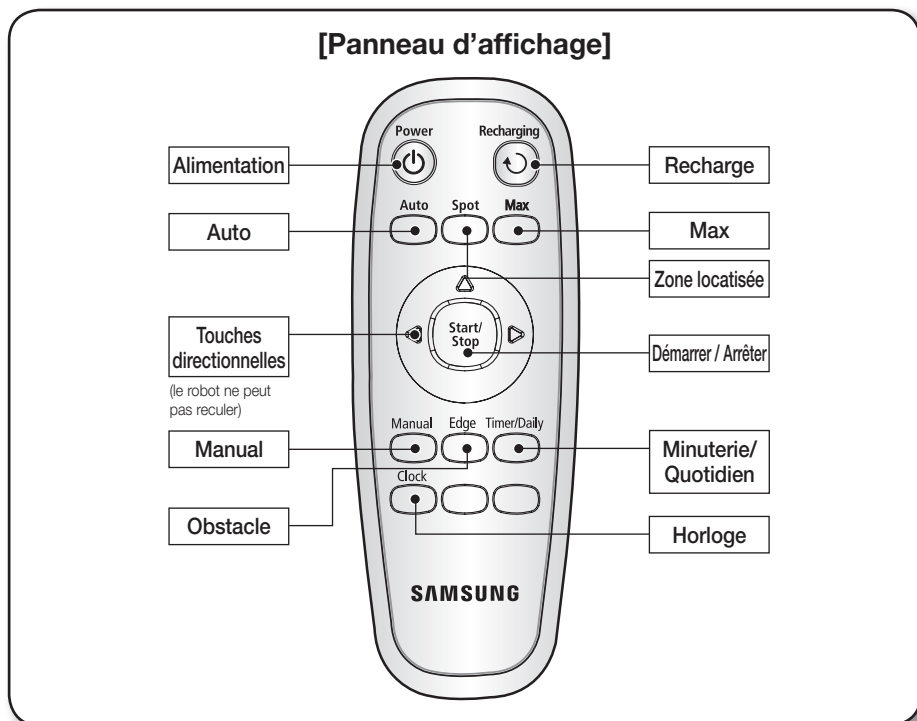 [Panneau d’affichage]
Power
Recharging
Alimentation
Recharge
Auto
Spot
Max
Auto
Max
Zone locatisée
Start/
Stop
Touches
directionnelles
(le robot ne peut
pas reculer)
Démarrer / Arrêter
Manual
Edge
Timer/Daily
Manual
Minuterie/
Quotidien
Clock
Obstacle
Horloge
SAMSUNG